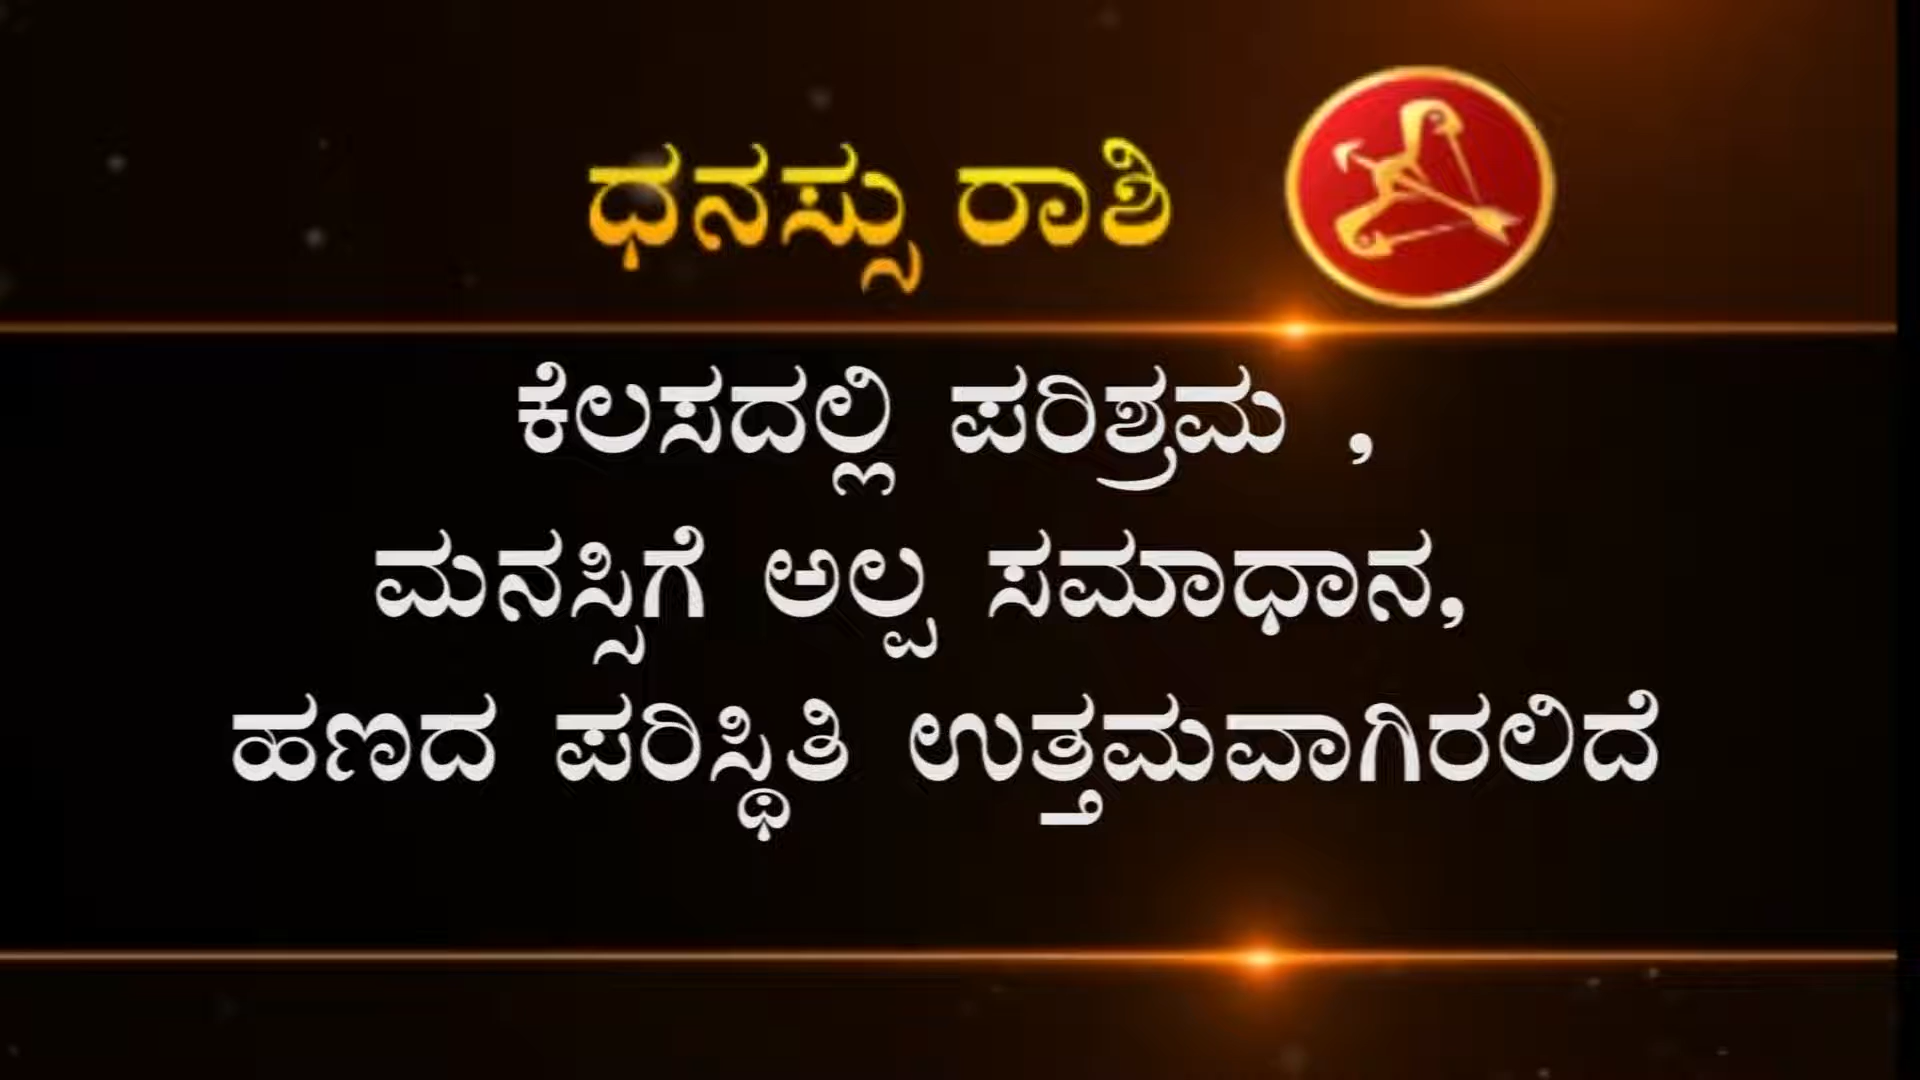 ಧನಸ್ಸು ರಾಶಿ
ಕೆಲಸದಲ್ಲಿ ಪರಿಶ್ರಮ ,
ಮನಸ್ಸಿಗೆ ಅಲ್ಪ ಸಮಾಧಾನ,
ಹಣದ ಪರಿಸ್ಥಿತಿ ಉತ್ತಮವಾಗಿರಲಿದೆ